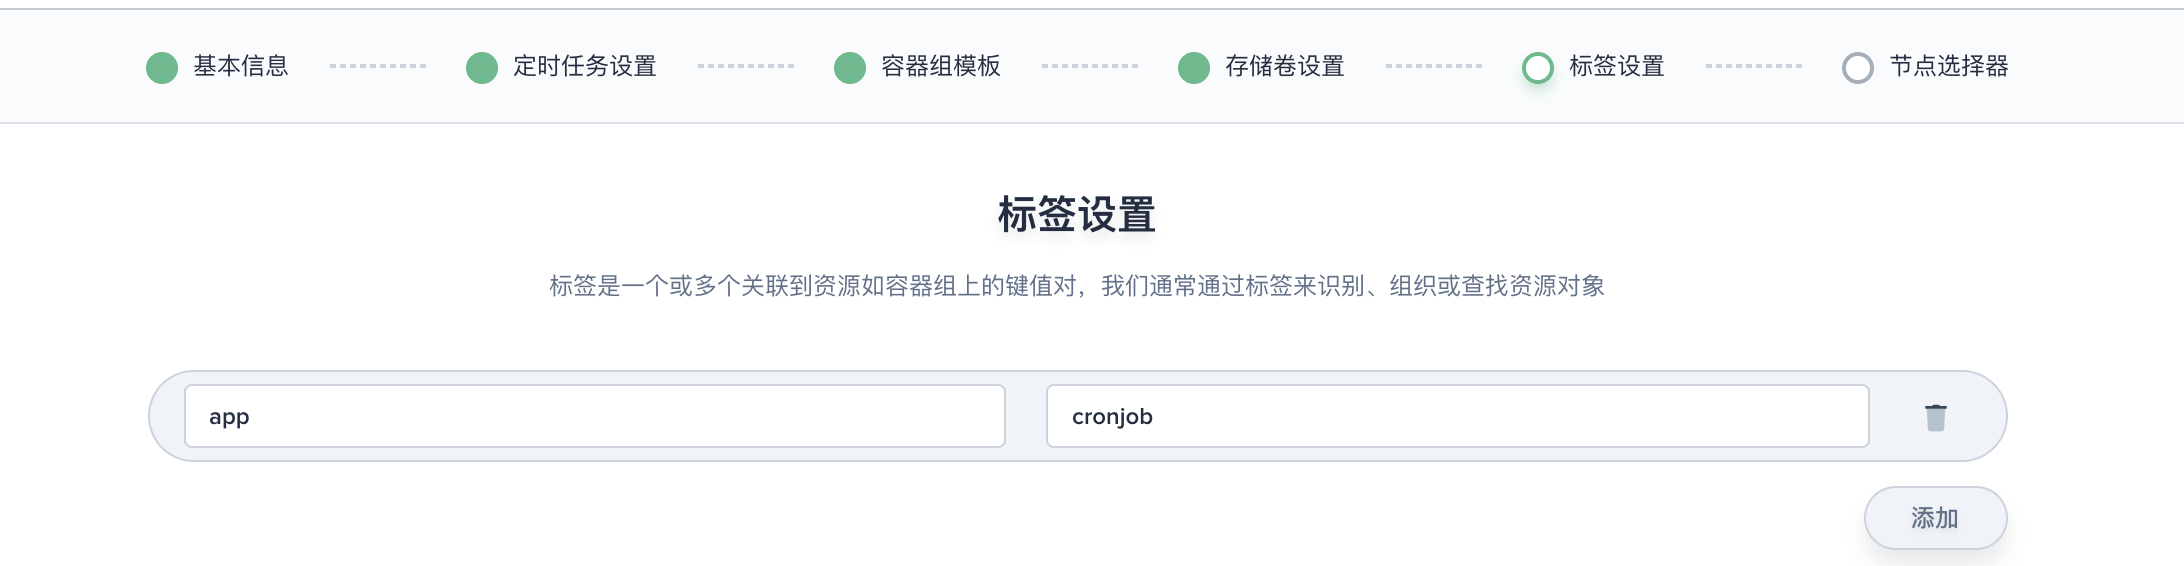 基本信息 定时任务设置 容器组模板 存储卷设置 标签设置 节点选择器
标签设置
标签是一个或多个关联到资源如容器组上的键值对，我们通常通过标签来识别、组织或查找资源对象
app cronjob
添加